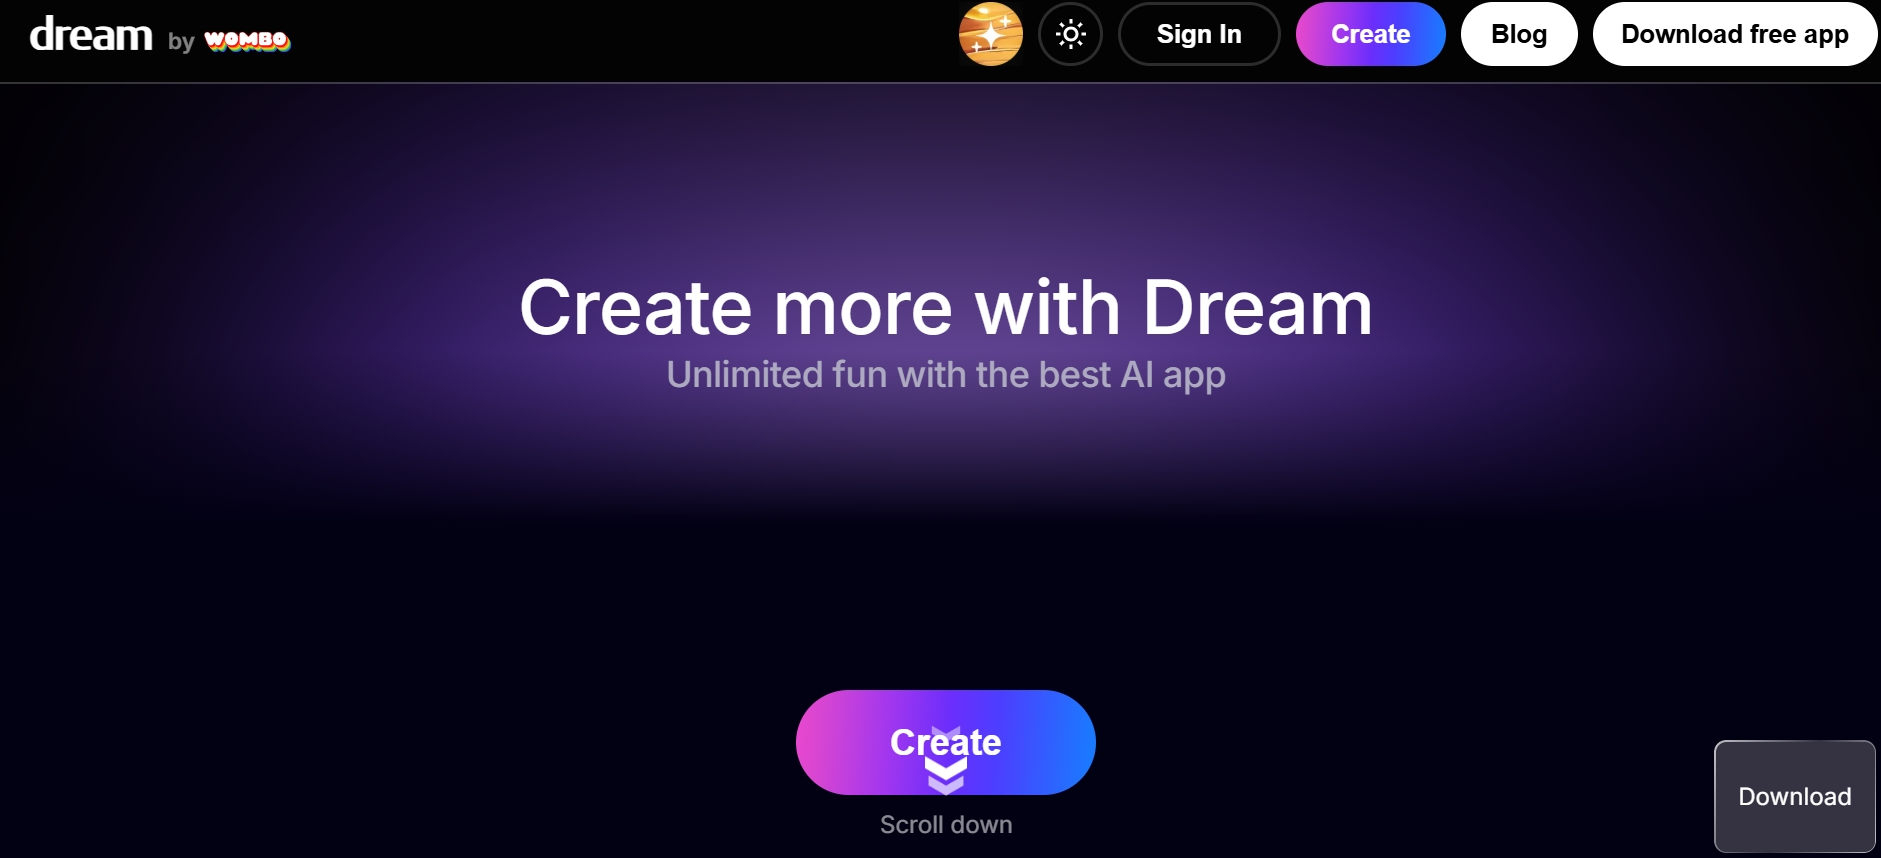 dream by WOMBO
Sign In
Create
Blog
Download free app
Create more with Dream
Unlimited fun with the best AI app
Create
Scroll down
Download